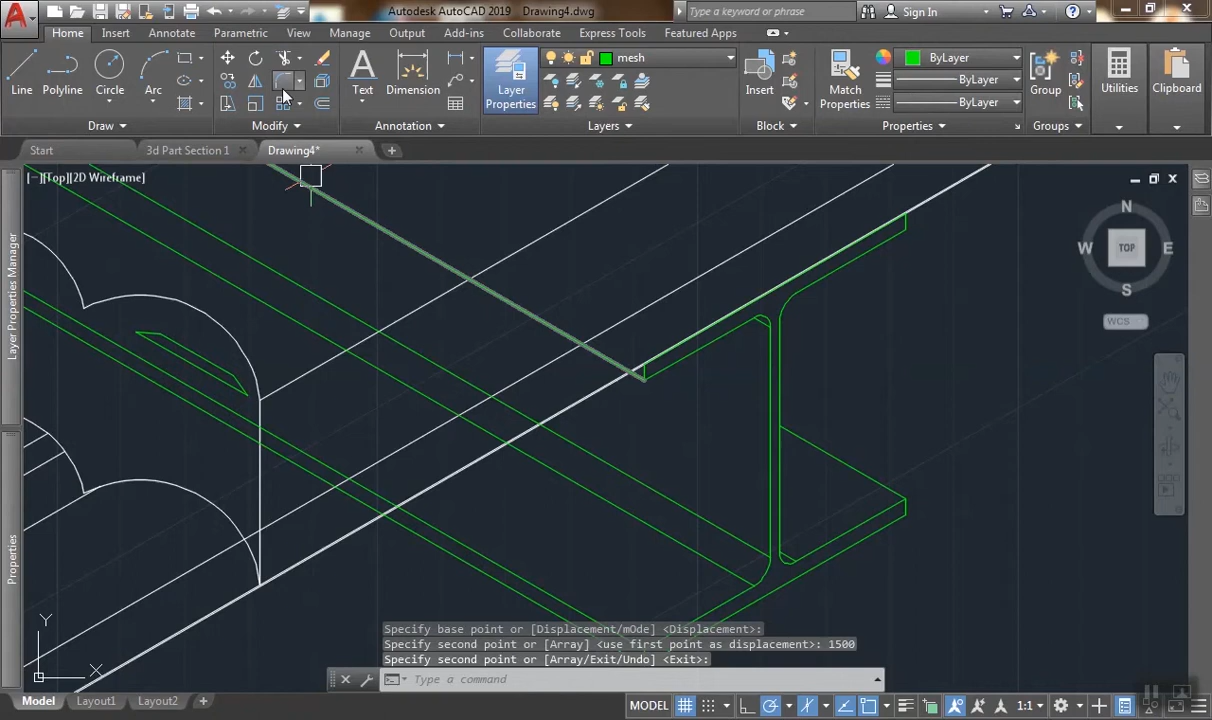 Autodesk AutoCAD 2019 Drawing4.dwg
Type a keyword or phrase
Sign In
Home Insert Annotate Parametric View Manage Output Add-ins Collaborate Express Tools Featured Apps
Line Polyline Circle Arc
Text Dimension
Layer Properties
mesh
Insert
Match Properties
ByLayer
ByLayer
ByLayer
Group
Utilities
Clipboard
Draw Modify Annotation Layers Block Properties Groups
Start 3d Part Section 1 Drawing4*
[−][Top][2D Wireframe]
N
W TOP E
S
WCS
Layer Properties Manager
Properties
Y
X
Specify base point or [Displacement/mOde] <Displacement>:
Specify second point or [Array] <use first point as displacement>: 1500
Specify second point or [Array/Exit/Undo] <Exit>:
Type a command
Model Layout1 Layout2
MODEL
1:1